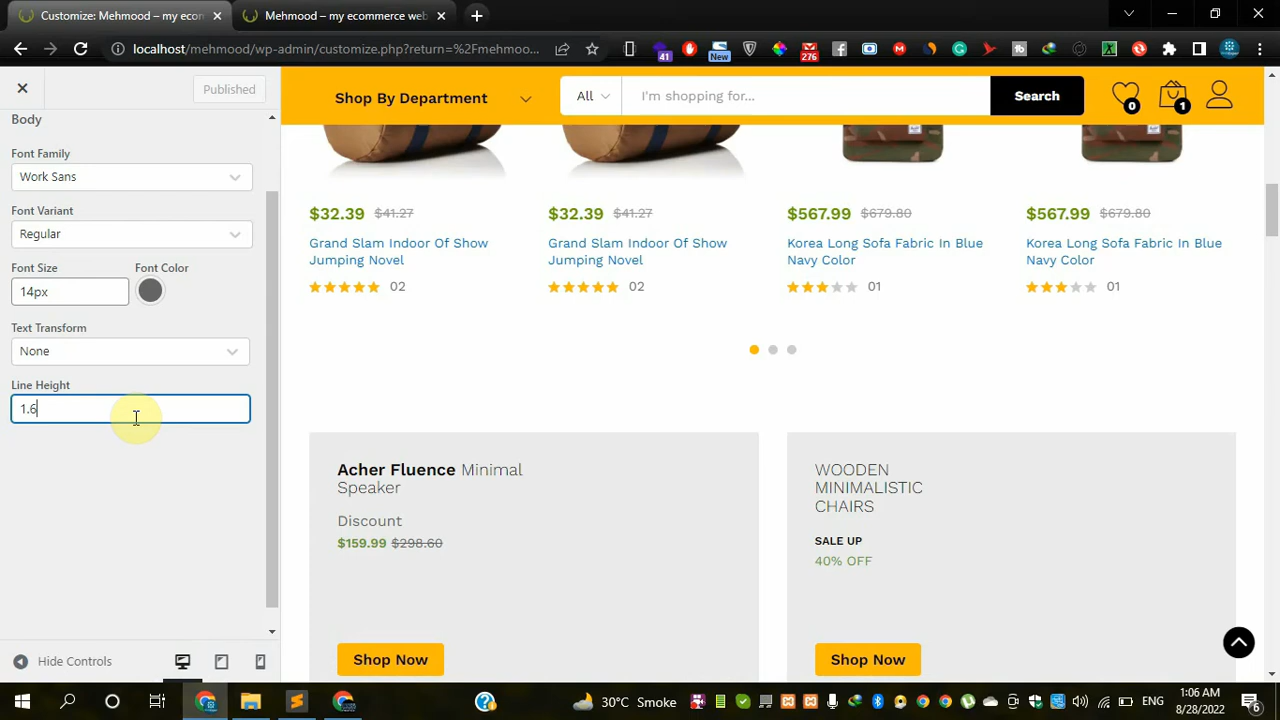 Customize: Mehmood – my ecom
Mehmood – my ecommerce web
localhost/mehmood/wp-admin/customize.php?return=%2Fmehmoo...
41
New
276
Published
Shop By Department
All
I'm shopping for...
Search
0
1
Body
Font Family
Work Sans
Font Variant
Regular
Font Size
Font Color
14px
Text Transform
None
Line Height
1.6
Hide Controls
$32.39 $41.27
$32.39 $41.27
$567.99 $679.80
$567.99 $679.80
Grand Slam Indoor Of Show
Jumping Novel
Grand Slam Indoor Of Show
Jumping Novel
Korea Long Sofa Fabric In Blue
Navy Color
Korea Long Sofa Fabric In Blue
Navy Color
02
02
01
01
Acher Fluence Minimal
Speaker
Discount
$159.99 $298.60
Shop Now
WOODEN
MINIMALISTIC
CHAIRS
SALE UP
40% OFF
Shop Now
30°C Smoke
ENG
1:06 AM
8/28/2022
6